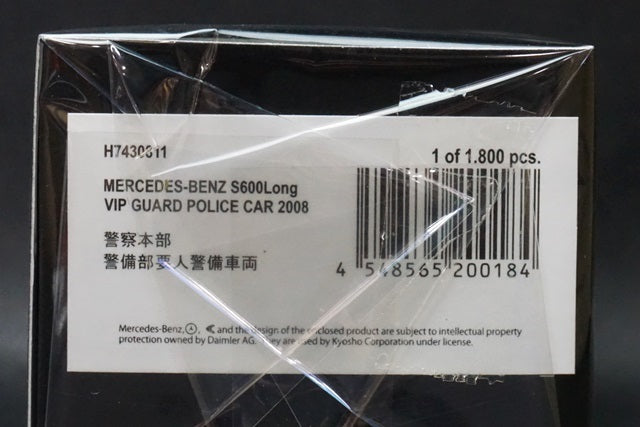 H7430811
1 of 1.800 pcs.
MERCEDES-BENZ S600Long
VIP GUARD POLICE CAR 2008
警察本部
警備部要人警備車両
4 548565 200184
Mercedes-Benz, , and the design of the enclosed product are subject to intellectual property
protection owned by Daimler AG. They are used by Kyosho Corporation under license.